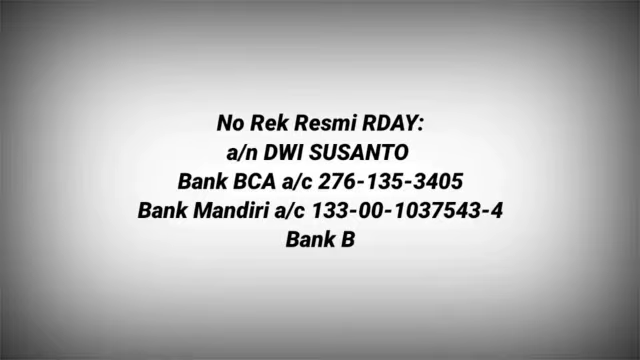 No Rek Resmi RDAY:
a/n DWI SUSANTO
Bank BCA a/c 276-135-3405
Bank Mandiri a/c 133-00-1037543-4
Bank B